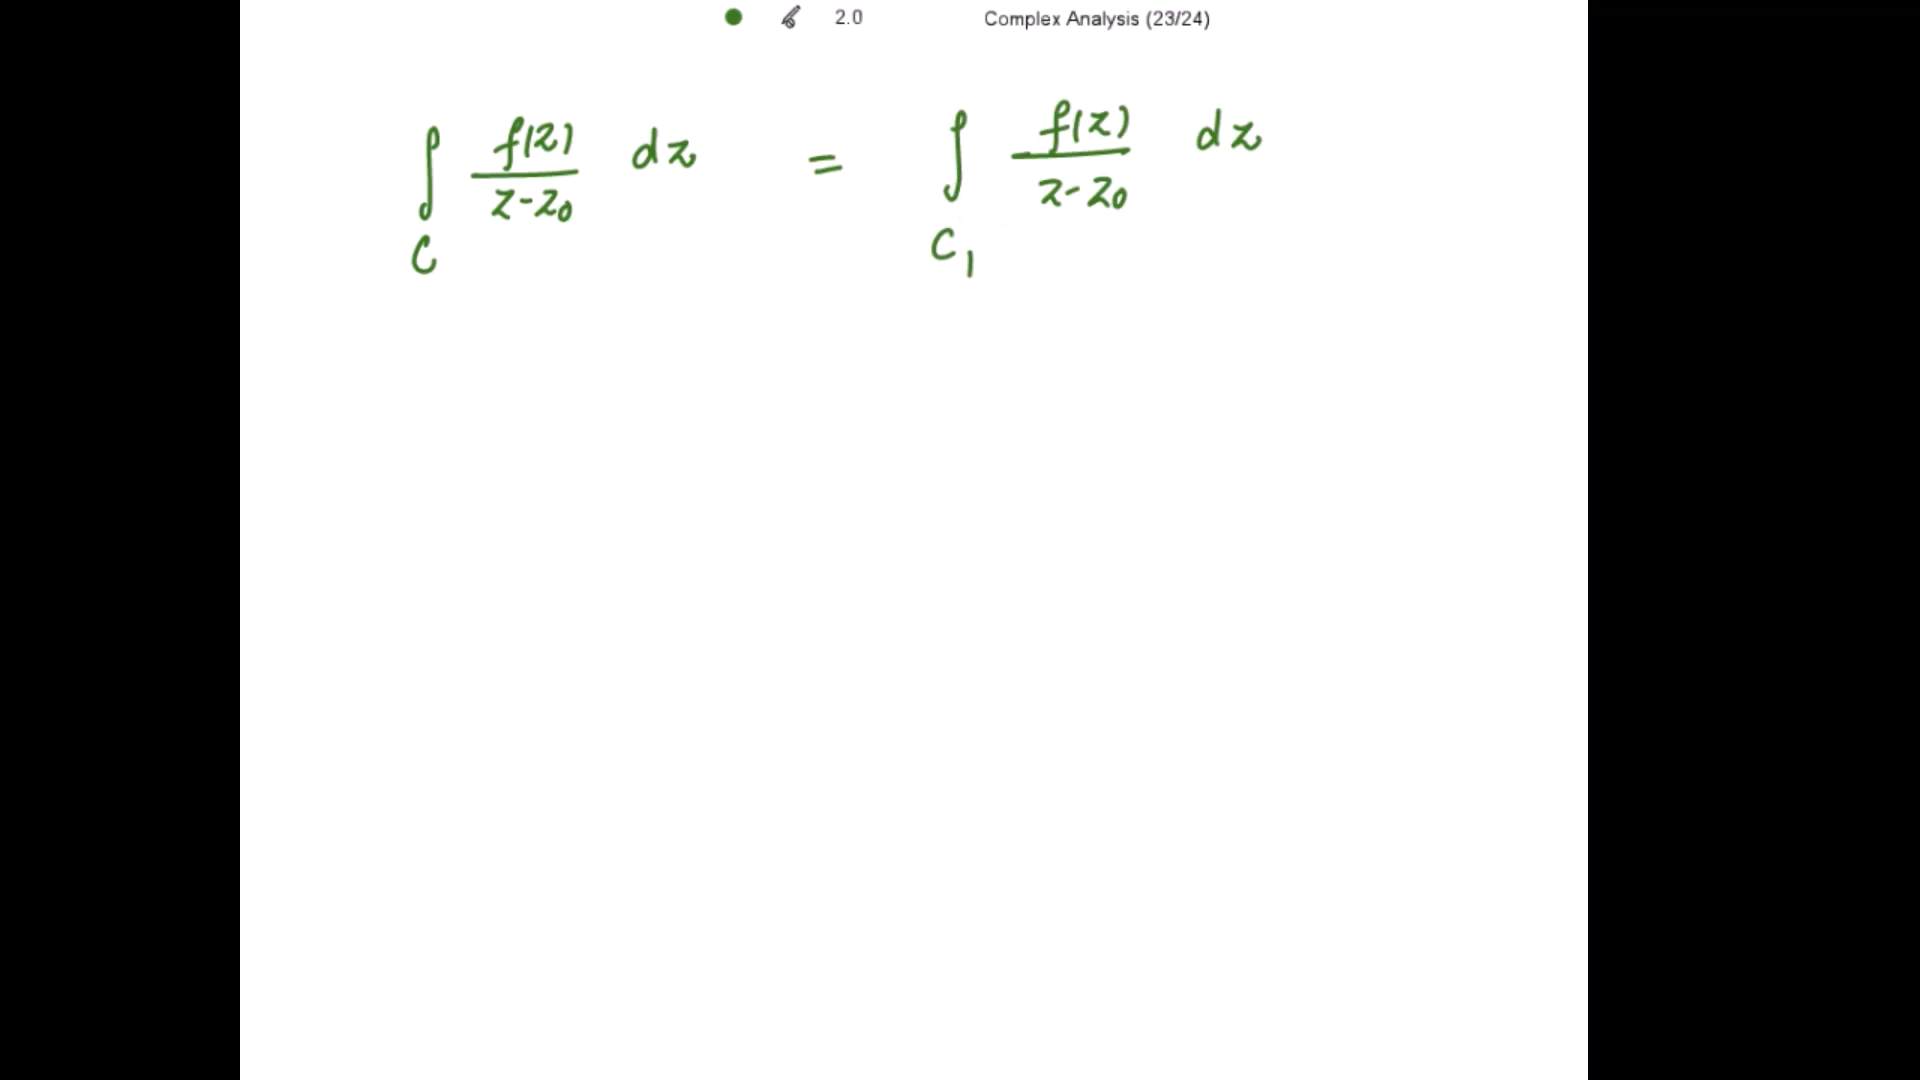 2.0 Complex Analysis (23/24)
∫_C f(z)/(z-z₀) dz = ∫_C₁ f(z)/(z-z₀) dz